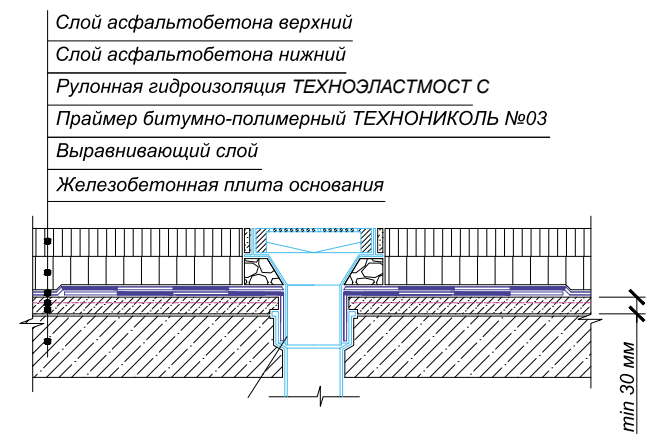 Слой асфальтобетона верхний
Слой асфальтобетона нижний
Рулонная гидроизоляция ТЕХНОЭЛАСТМОСТ С
Праймер битумно-полимерный ТЕХНОНИКОЛЬ №03
Выравнивающий слой
Железобетонная плита основания
min 30 мм